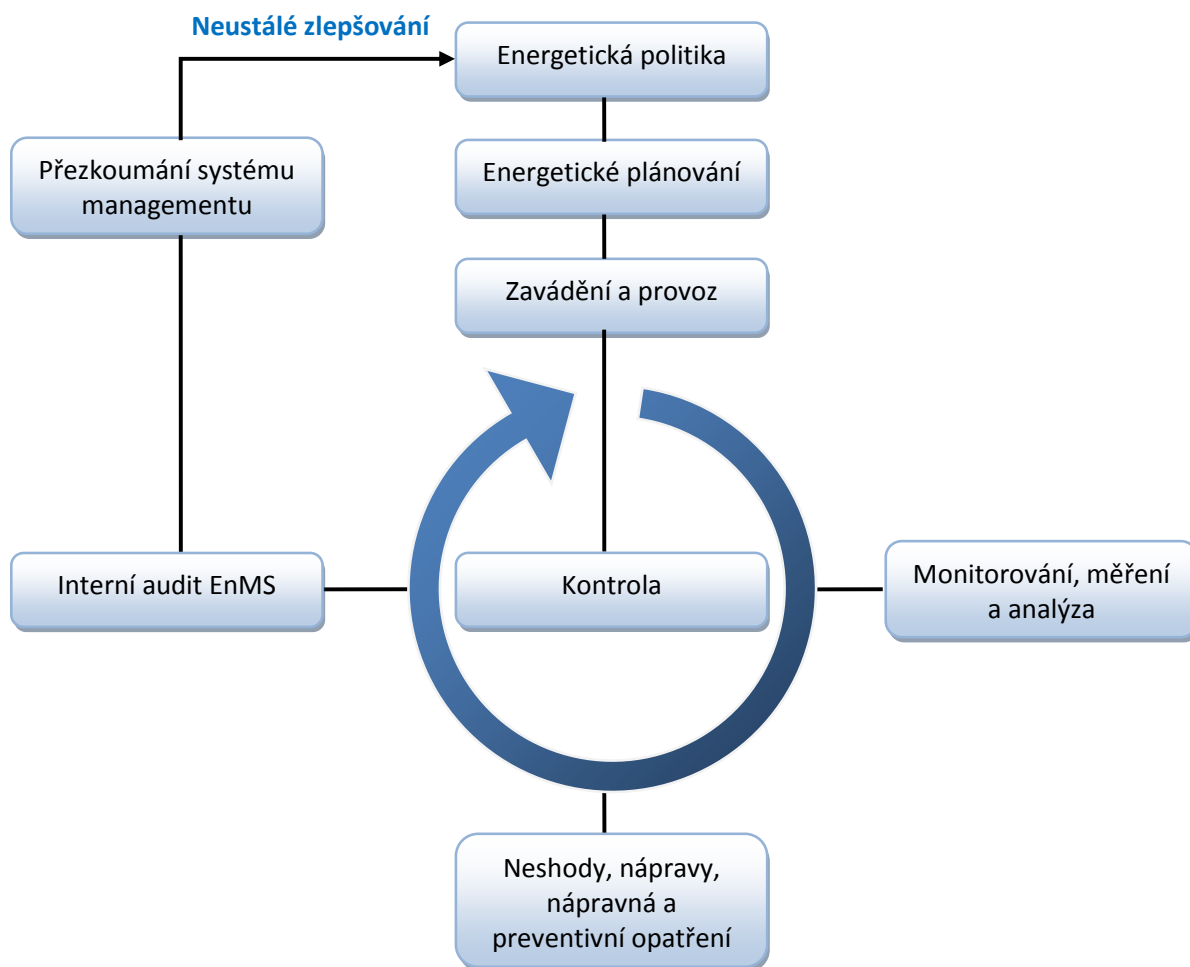 Neustálé zlepšování
Energetická politika
Přezkoumání systému
managementu
Energetické plánování
Zavádění a provoz
Interní audit EnMS
Kontrola
Monitorování, měření
a analýza
Neshody, nápravy,
nápravná a
preventivní opatření